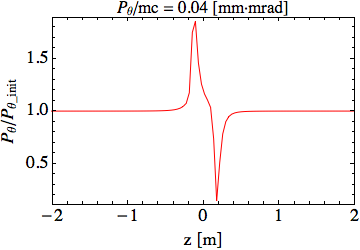 Pθ/mc = 0.04 [mm·mrad]
Pθ/Pθ_init
1.5
1.0
0.5
−2 −1 0 1 2
z [m]